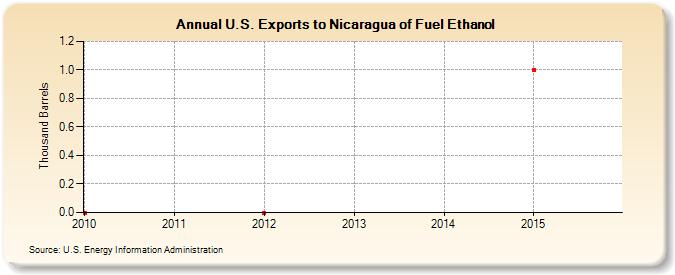 Annual U.S. Exports to Nicaragua of Fuel Ethanol
Thousand Barrels
1.2
1.0
0.8
0.6
0.4
0.2
0.0
2010 2011 2012 2013 2014 2015
Source: U.S. Energy Information Administration